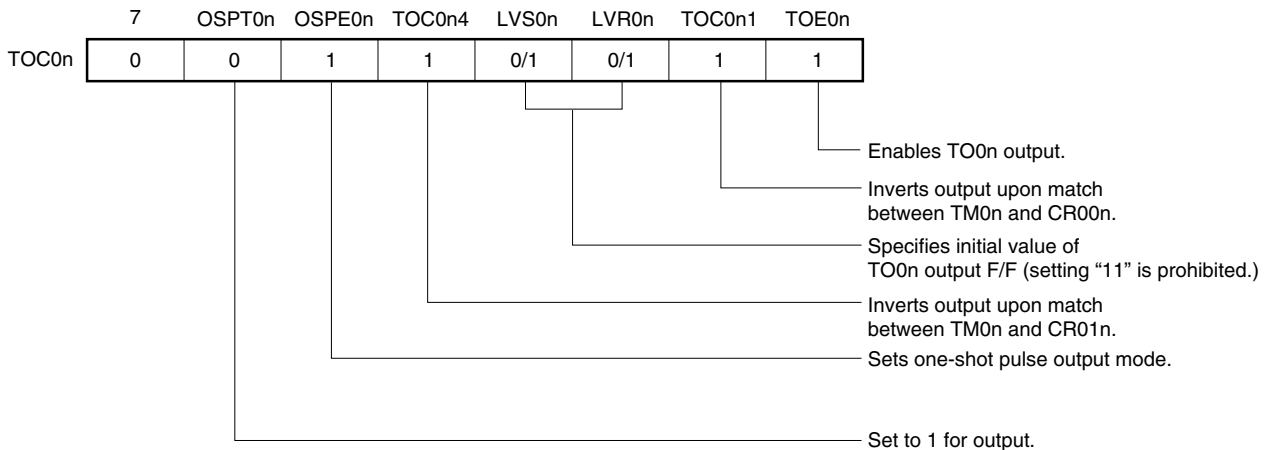 7 OSPT0n OSPE0n TOC0n4 LVS0n LVR0n TOC0n1 TOE0n
TOC0n 0 0 1 1 0/1 0/1 1 1
Enables TO0n output.
Inverts output upon match
between TM0n and CR00n.
Specifies initial value of
TO0n output F/F (setting “11” is prohibited.)
Inverts output upon match
between TM0n and CR01n.
Sets one-shot pulse output mode.
Set to 1 for output.